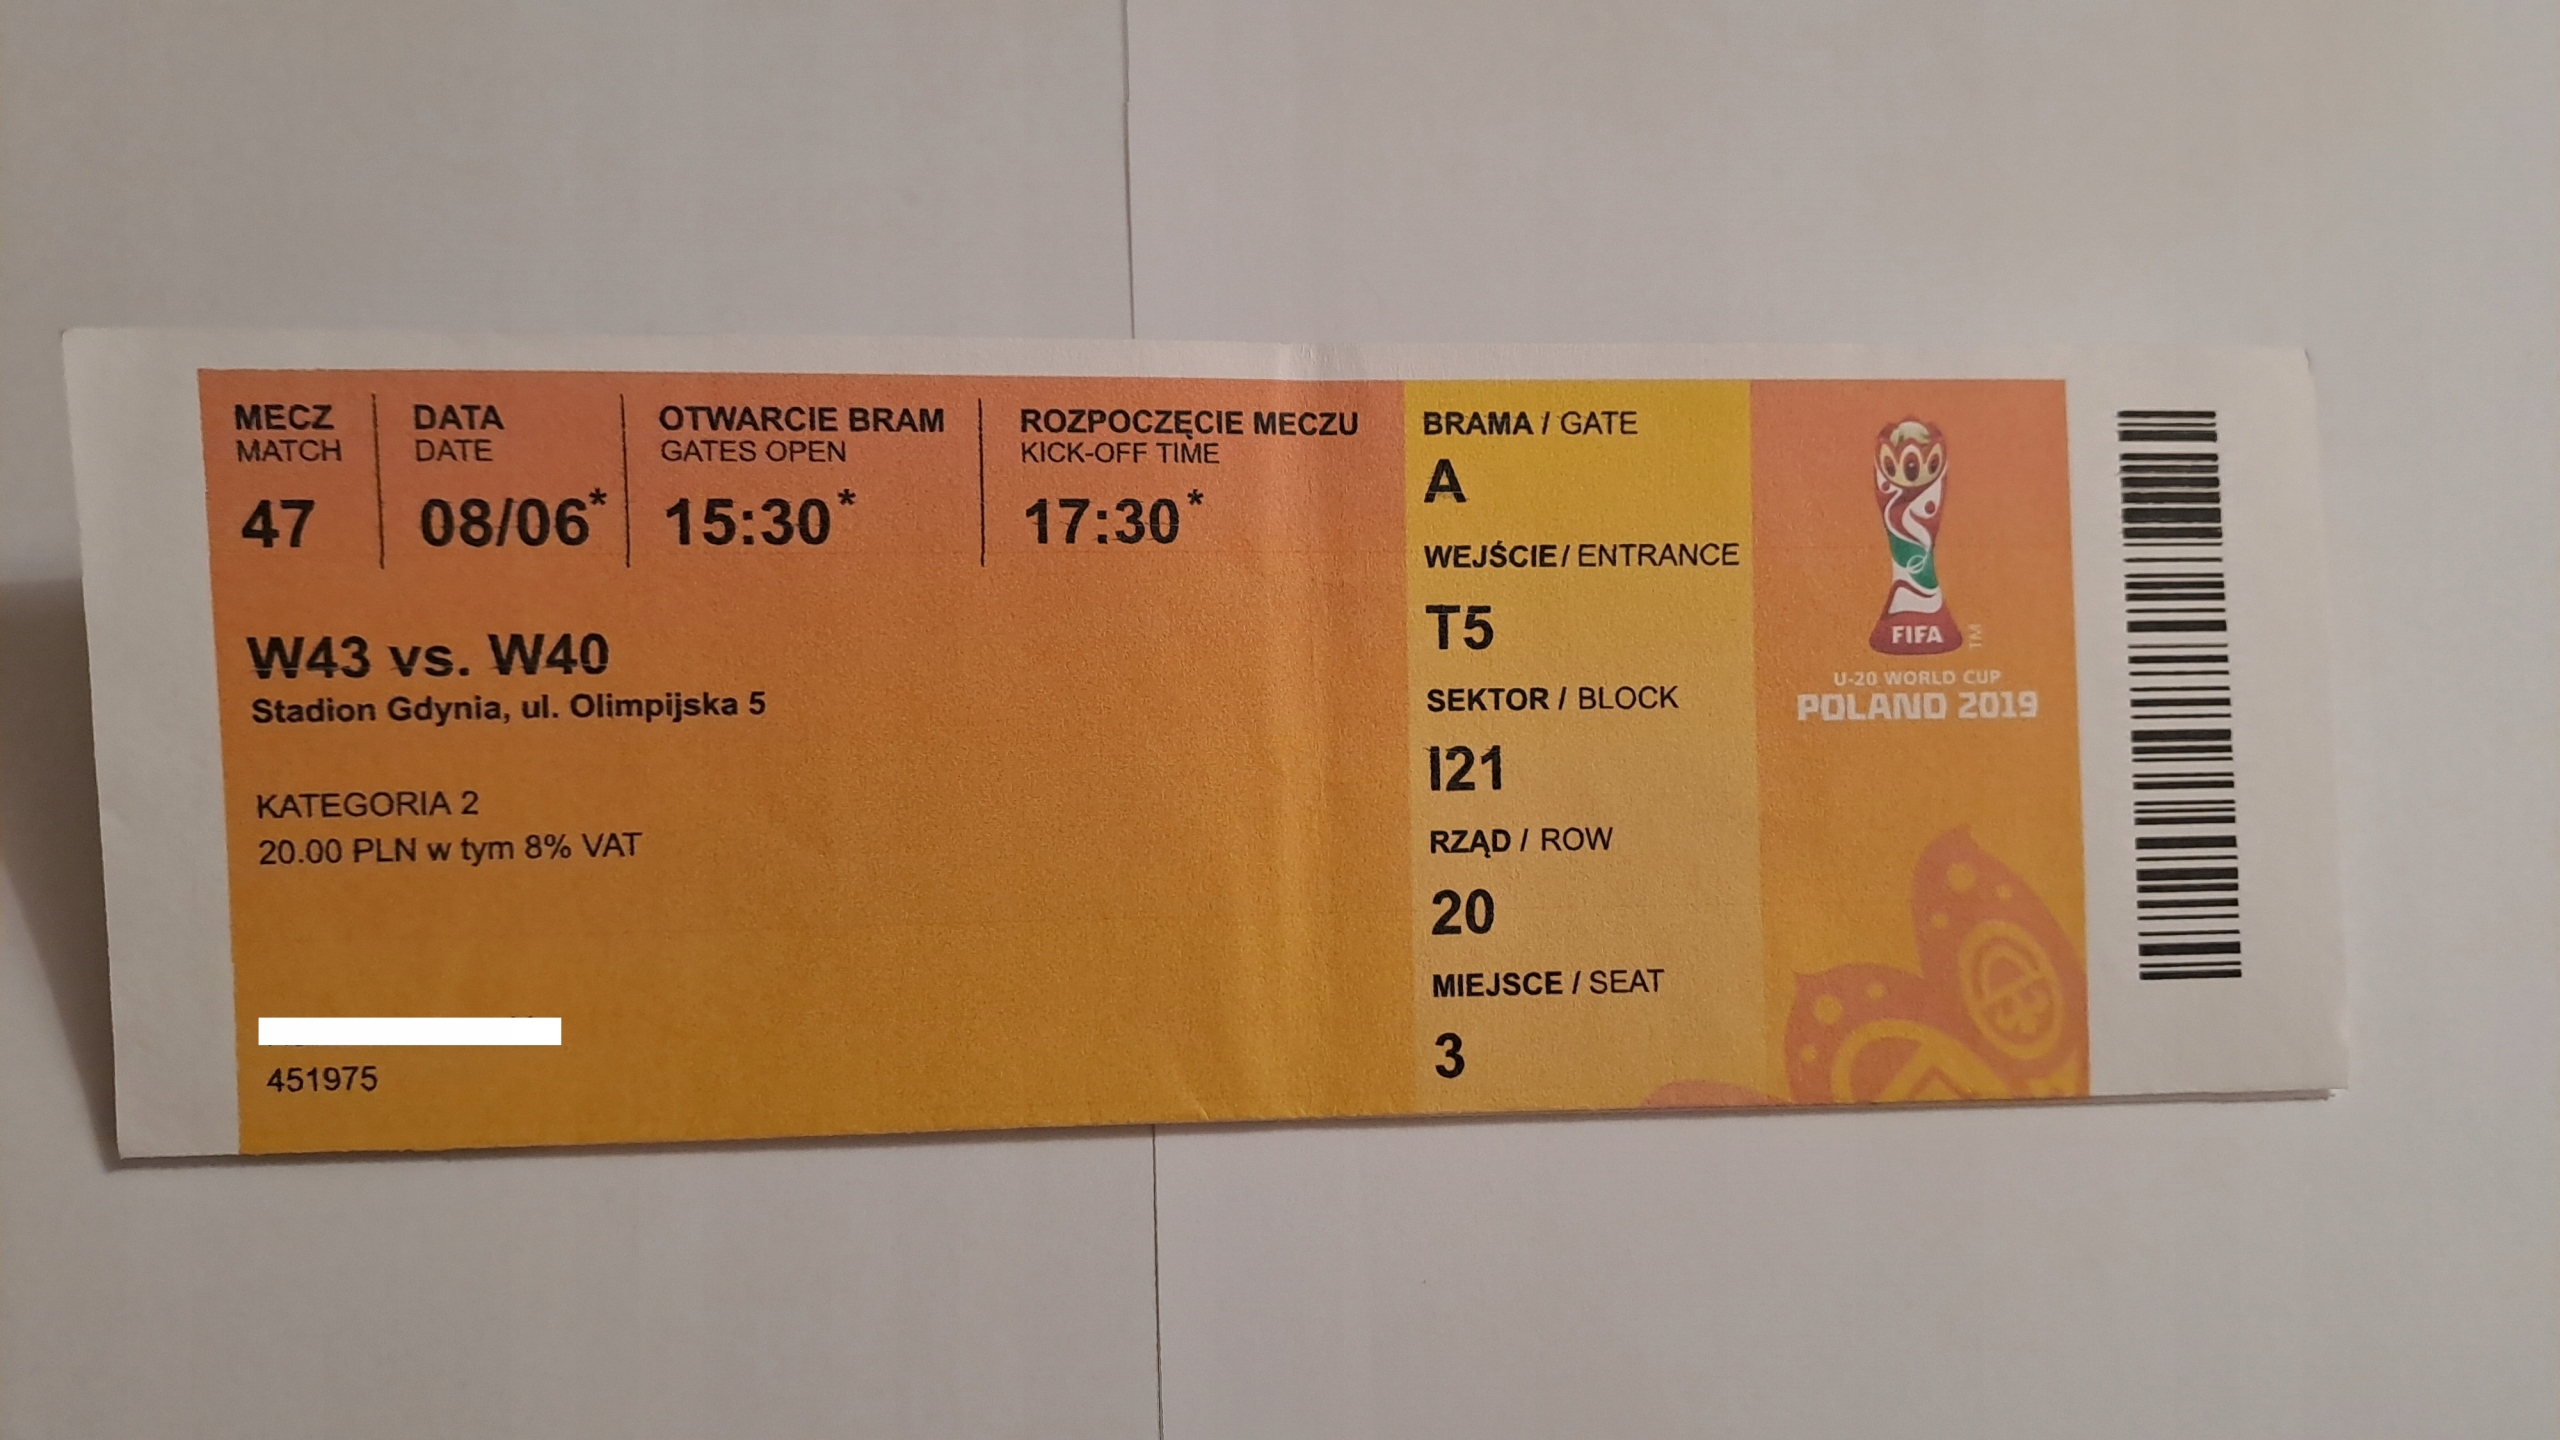 MECZ
MATCH
47
DATA
DATE
08/06*
OTWARCIE BRAM
GATES OPEN
15:30*
ROZPOCZĘCIE MECZU
KICK-OFF TIME
17:30*
W43 vs. W40
Stadion Gdynia, ul. Olimpijska 5
KATEGORIA 2
20.00 PLN w tym 8% VAT
451975
BRAMA / GATE
A
WEJŚCIE / ENTRANCE
T5
SEKTOR / BLOCK
I21
RZĄD / ROW
20
MIEJSCE / SEAT
3
FIFA
TM
U-20 WORLD CUP
POLAND 2019